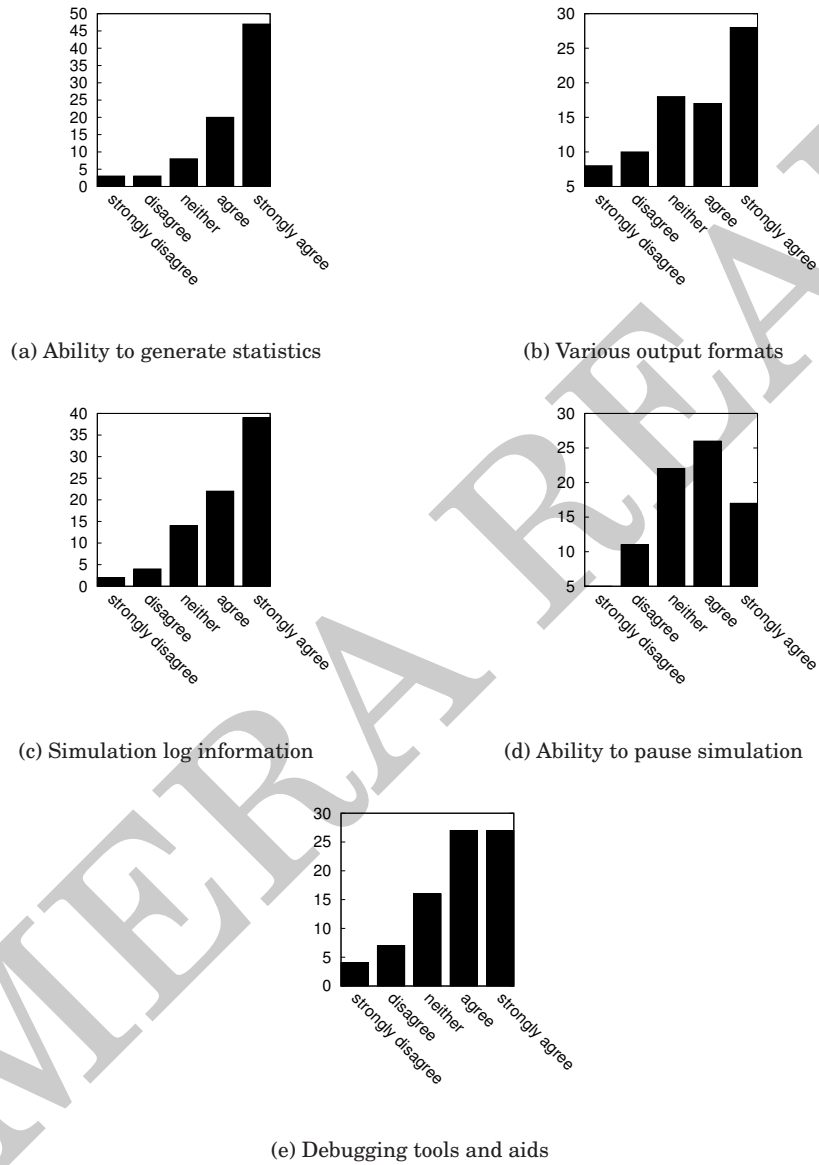 50
45
40
35
30
25
20
15
10
5
0
strongly disagree
disagree
neither
agree
strongly agree
(a) Ability to generate statistics
30
25
20
15
10
5
strongly disagree
disagree
neither
agree
strongly agree
(b) Various output formats
40
35
30
25
20
15
10
5
0
strongly disagree
disagree
neither
agree
strongly agree
(c) Simulation log information
30
25
20
15
10
5
strongly disagree
disagree
neither
agree
strongly agree
(d) Ability to pause simulation
30
25
20
15
10
5
0
strongly disagree
disagree
neither
agree
strongly agree
(e) Debugging tools and aids
MERA REA